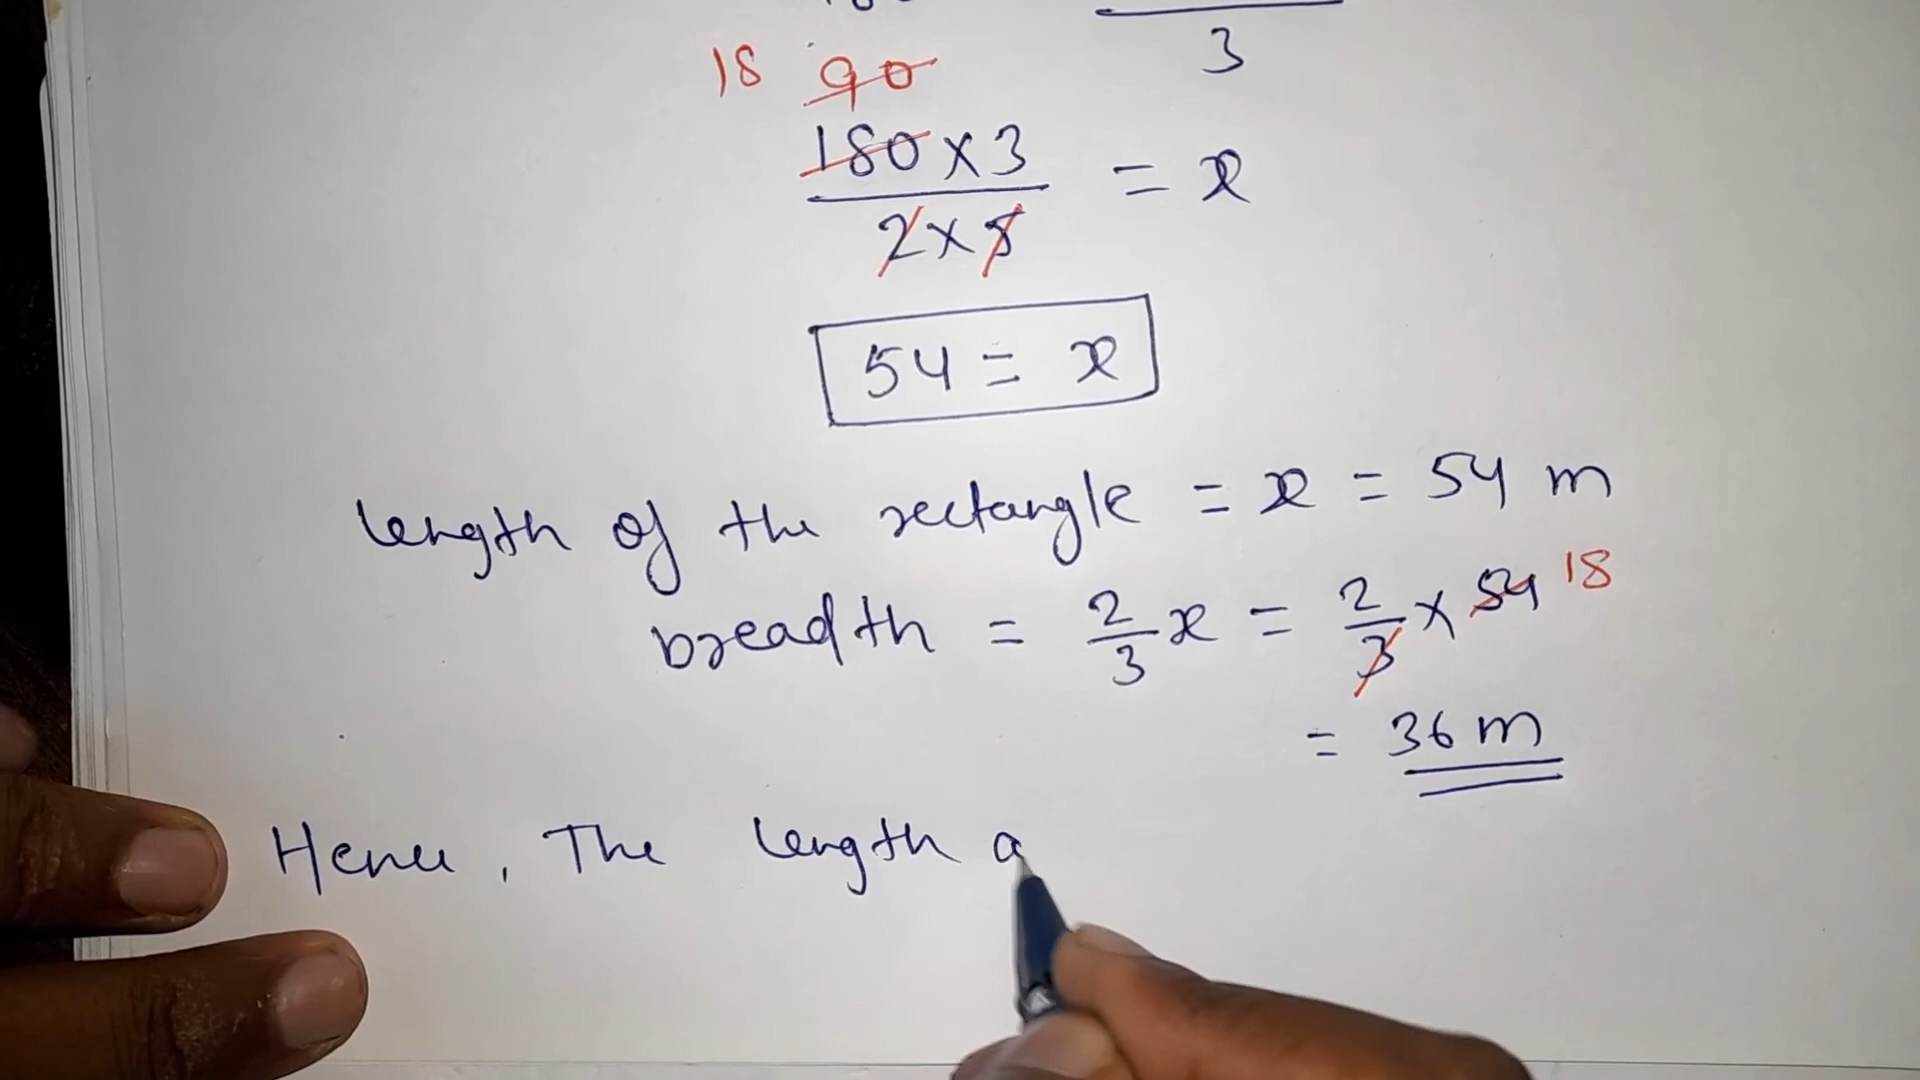 3
18 90
180 × 3 / 2 × 5 = x
54 = x
length of the rectangle = x = 54 m
breadth = 2/3 x = 2/3 × 54 18
= 36 m
Hence, The length a